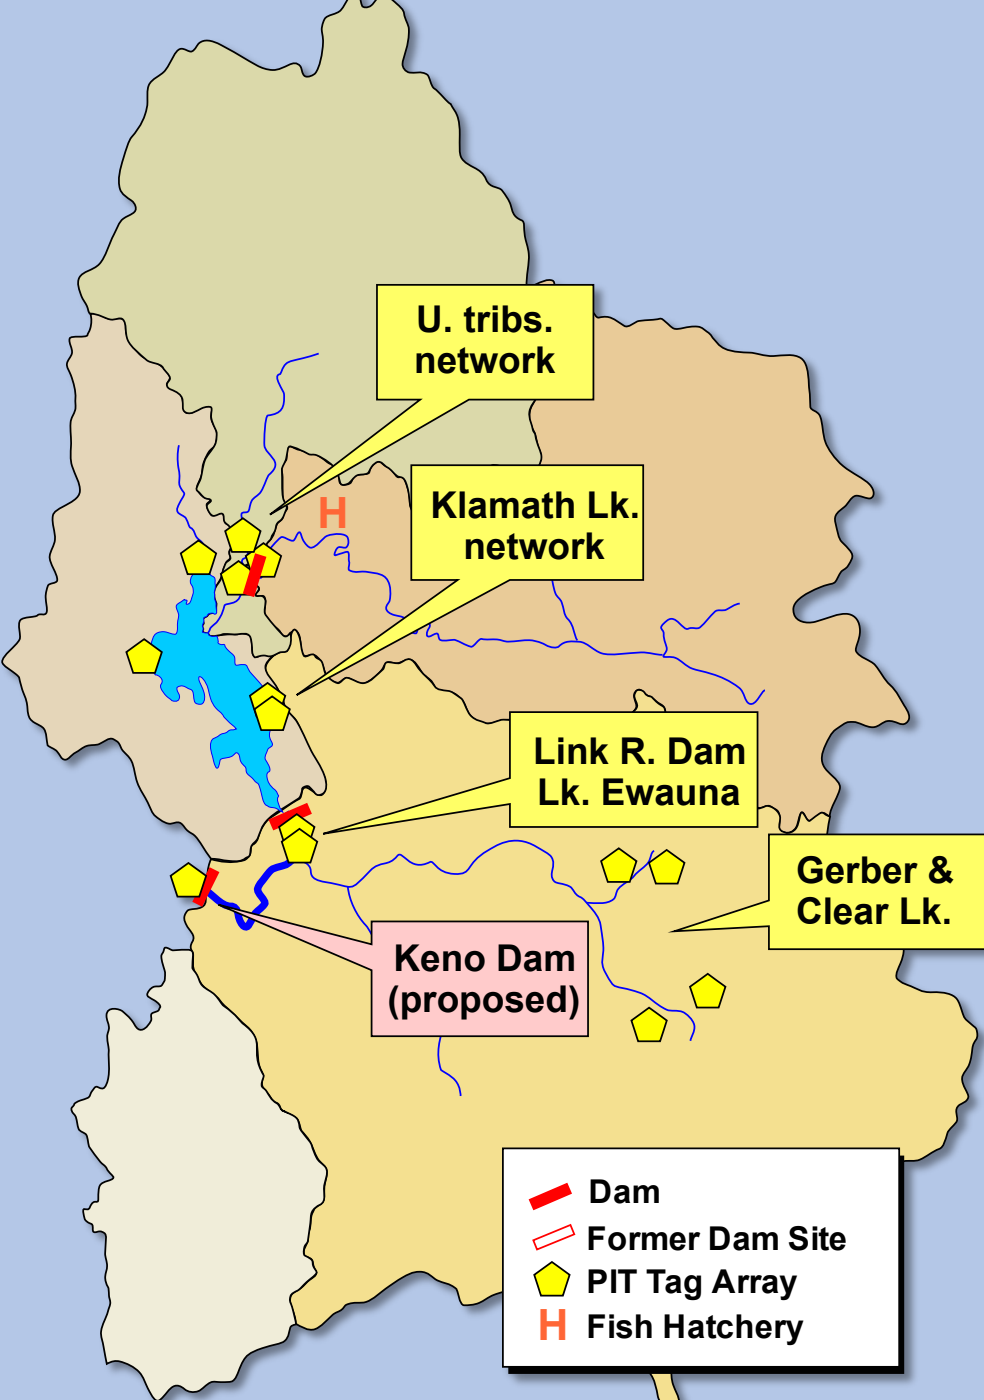 U. tribs.
network
H
Klamath Lk.
network
Link R. Dam
Lk. Ewauna
Gerber &
Clear Lk.
Keno Dam
(proposed)
Dam
Former Dam Site
PIT Tag Array
H Fish Hatchery